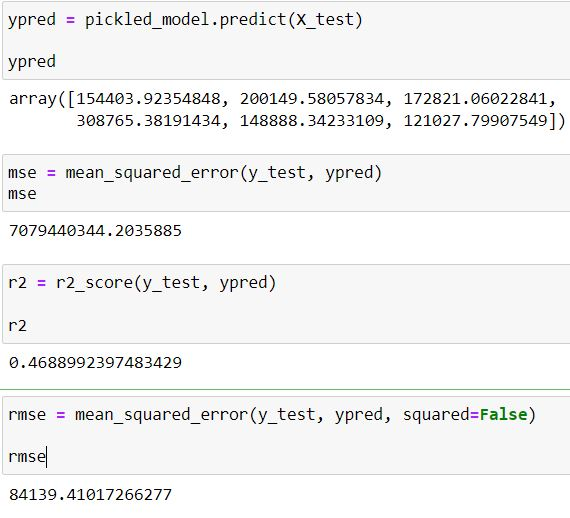 ypred = pickled_model.predict(X_test)
ypred
array([154403.92354848, 200149.58057834, 172821.06022841,
308765.38191434, 148888.34233109, 121027.79907549])
mse = mean_squared_error(y_test, ypred)
mse
7079440344.2035885
r2 = r2_score(y_test, ypred)
r2
0.4688992397483429
rmse = mean_squared_error(y_test, ypred, squared=False)
rmse
84139.41017266277